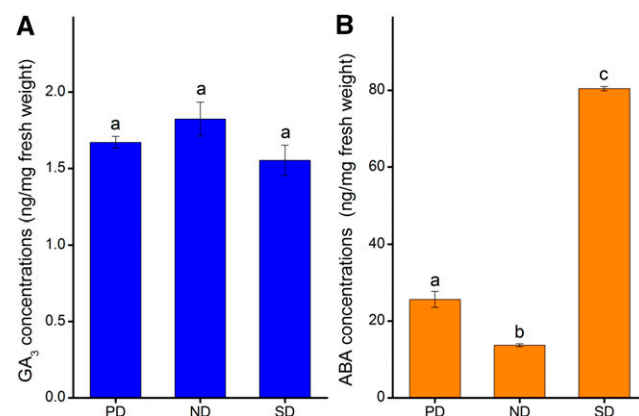 A
GA3 concentrations (ng/mg fresh weight)
2.0
1.5
1.0
0.5
0.0
a
a
a
PD
ND
SD
B
ABA concentrations (ng/mg fresh weight)
80
60
40
20
0
a
b
c
PD
ND
SD